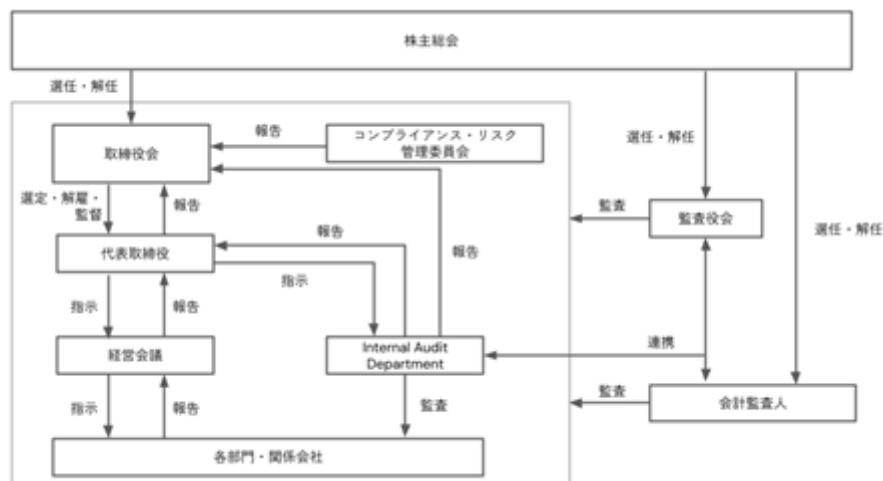 株主総会
選任・解任
取締役会
報告
コンプライアンス・リスク
管理委員会
選任・解任
選定・解雇・
監督
報告
監査
監査役会
代表取締役
報告
報告
選任・解任
指示
指示
報告
経営会議
Internal Audit
Department
連携
指示
報告
監査
監査
会計監査人
各部門・関係会社